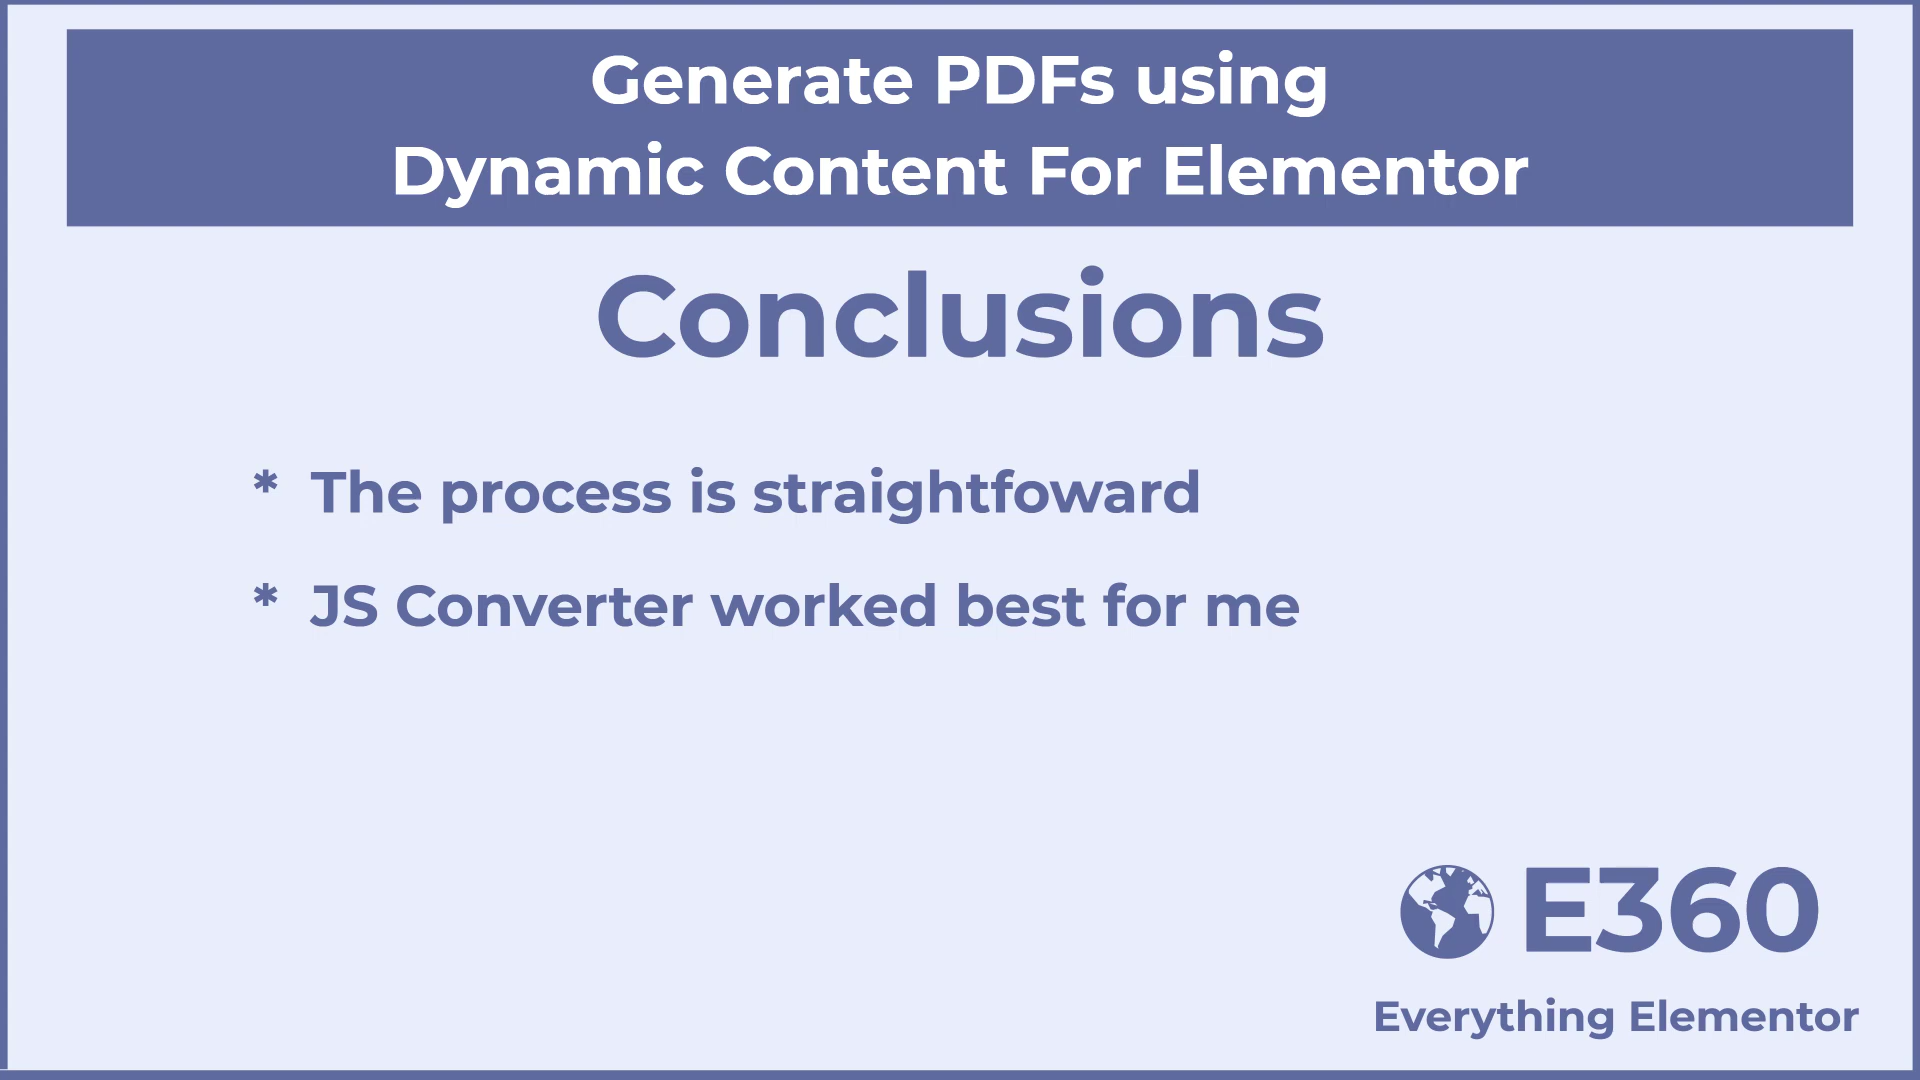 Generate PDFs using
Dynamic Content For Elementor
Conclusions
* The process is straightfoward
* JS Converter worked best for me
E360
Everything Elementor